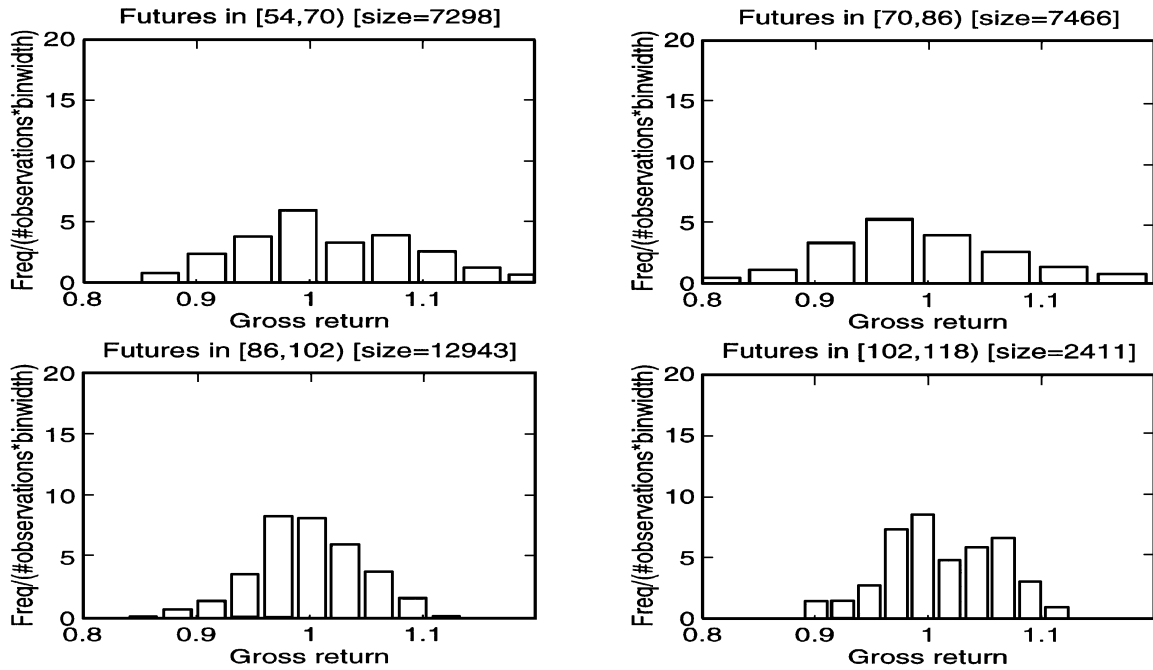 Futures in [54,70) [size=7298]
Freq/(#observations*binwidth)
20
15
10
5
0
0.8 0.9 1 1.1
Gross return
Futures in [70,86) [size=7466]
Freq/(#observations*binwidth)
20
15
10
5
0
0.8 0.9 1 1.1
Gross return
Futures in [86,102) [size=12943]
Freq/(#observations*binwidth)
20
15
10
5
0
0.8 0.9 1 1.1
Gross return
Futures in [102,118) [size=2411]
Freq/(#observations*binwidth)
20
15
10
5
0
0.8 0.9 1 1.1
Gross return